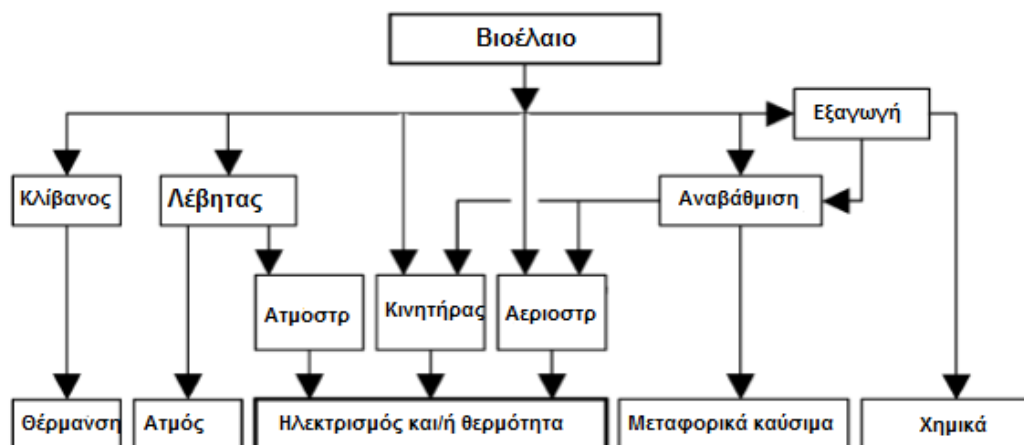 Βιοέλαιο
Εξαγωγή
Κλίβανος
Λέβητας
Αναβάθμιση
Ατμοστρ
Κινητήρας
Αεριοστρ
Θέρμανση
Ατμός
Ηλεκτρισμός και/ή θερμότητα
Μεταφορικά καύσιμα
Χημικά